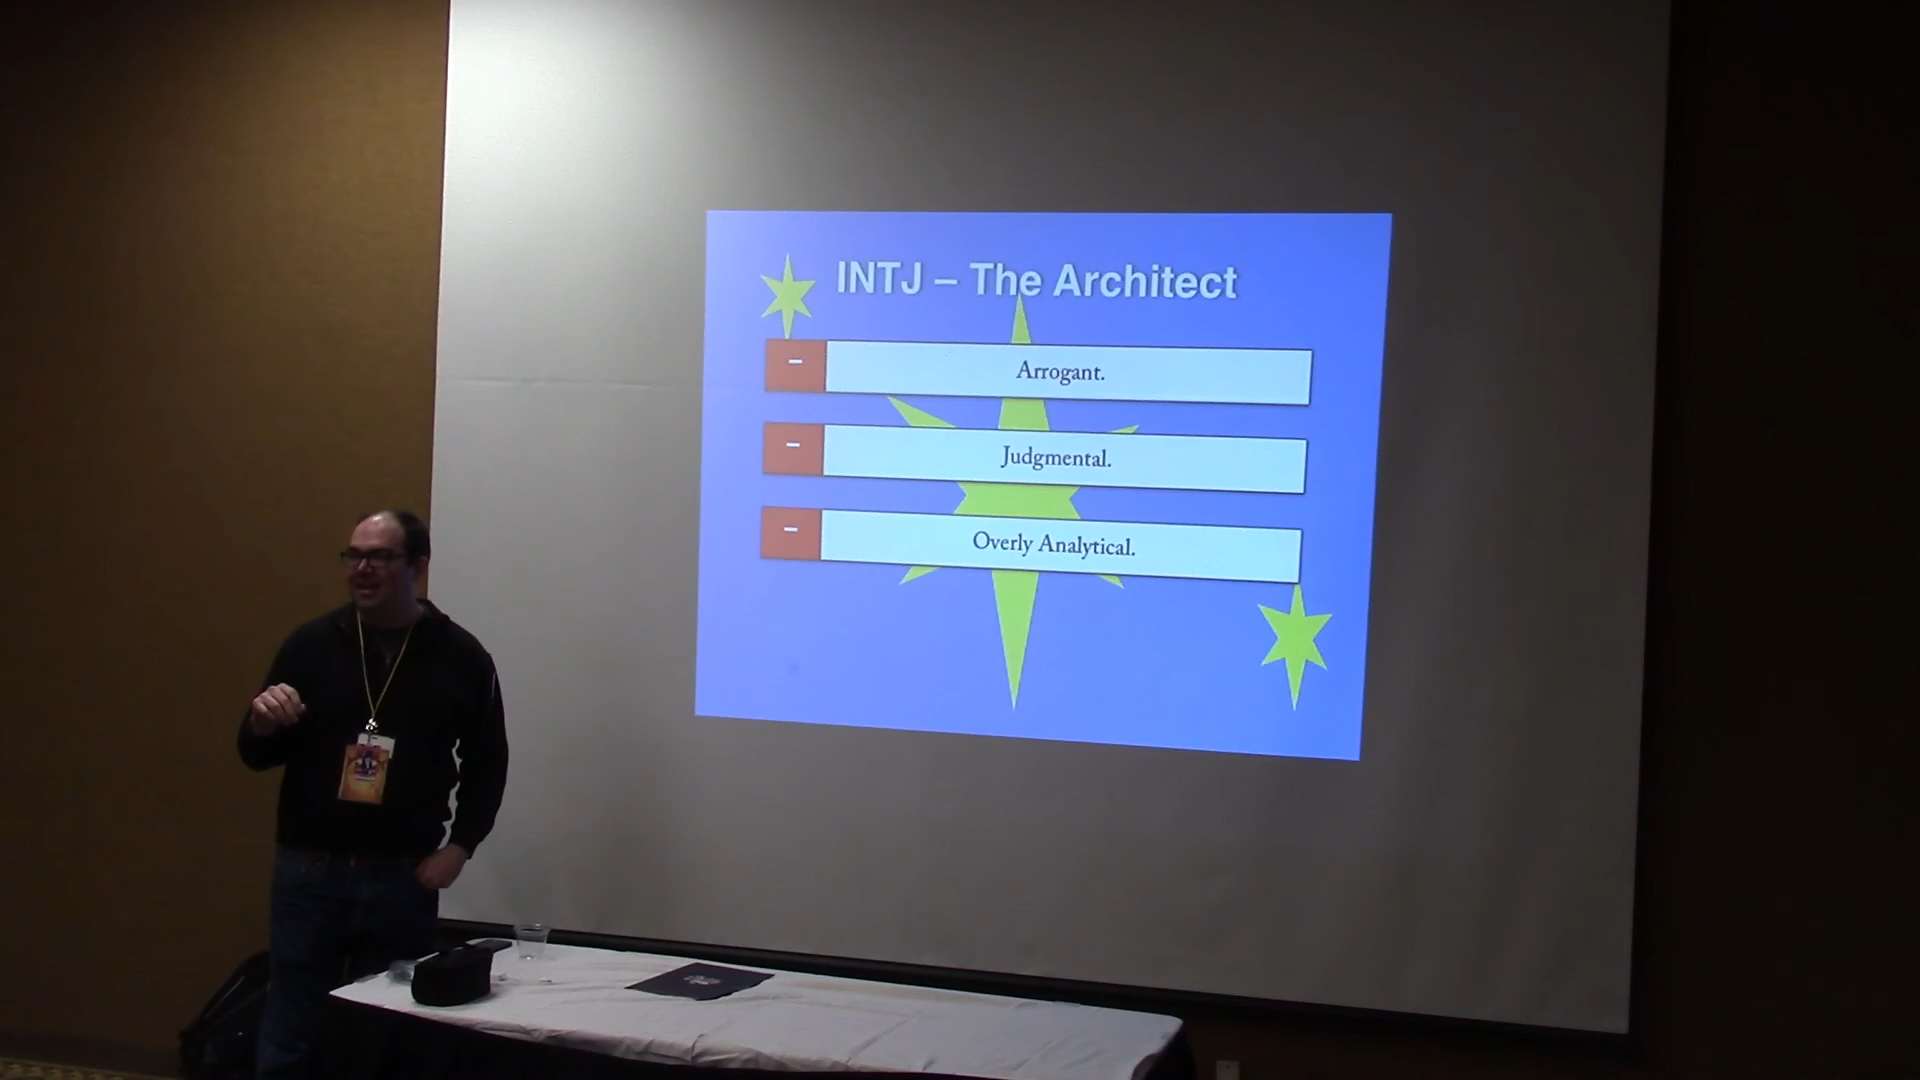 INTJ – The Architect
–
Arrogant.
–
Judgmental.
–
Overly Analytical.